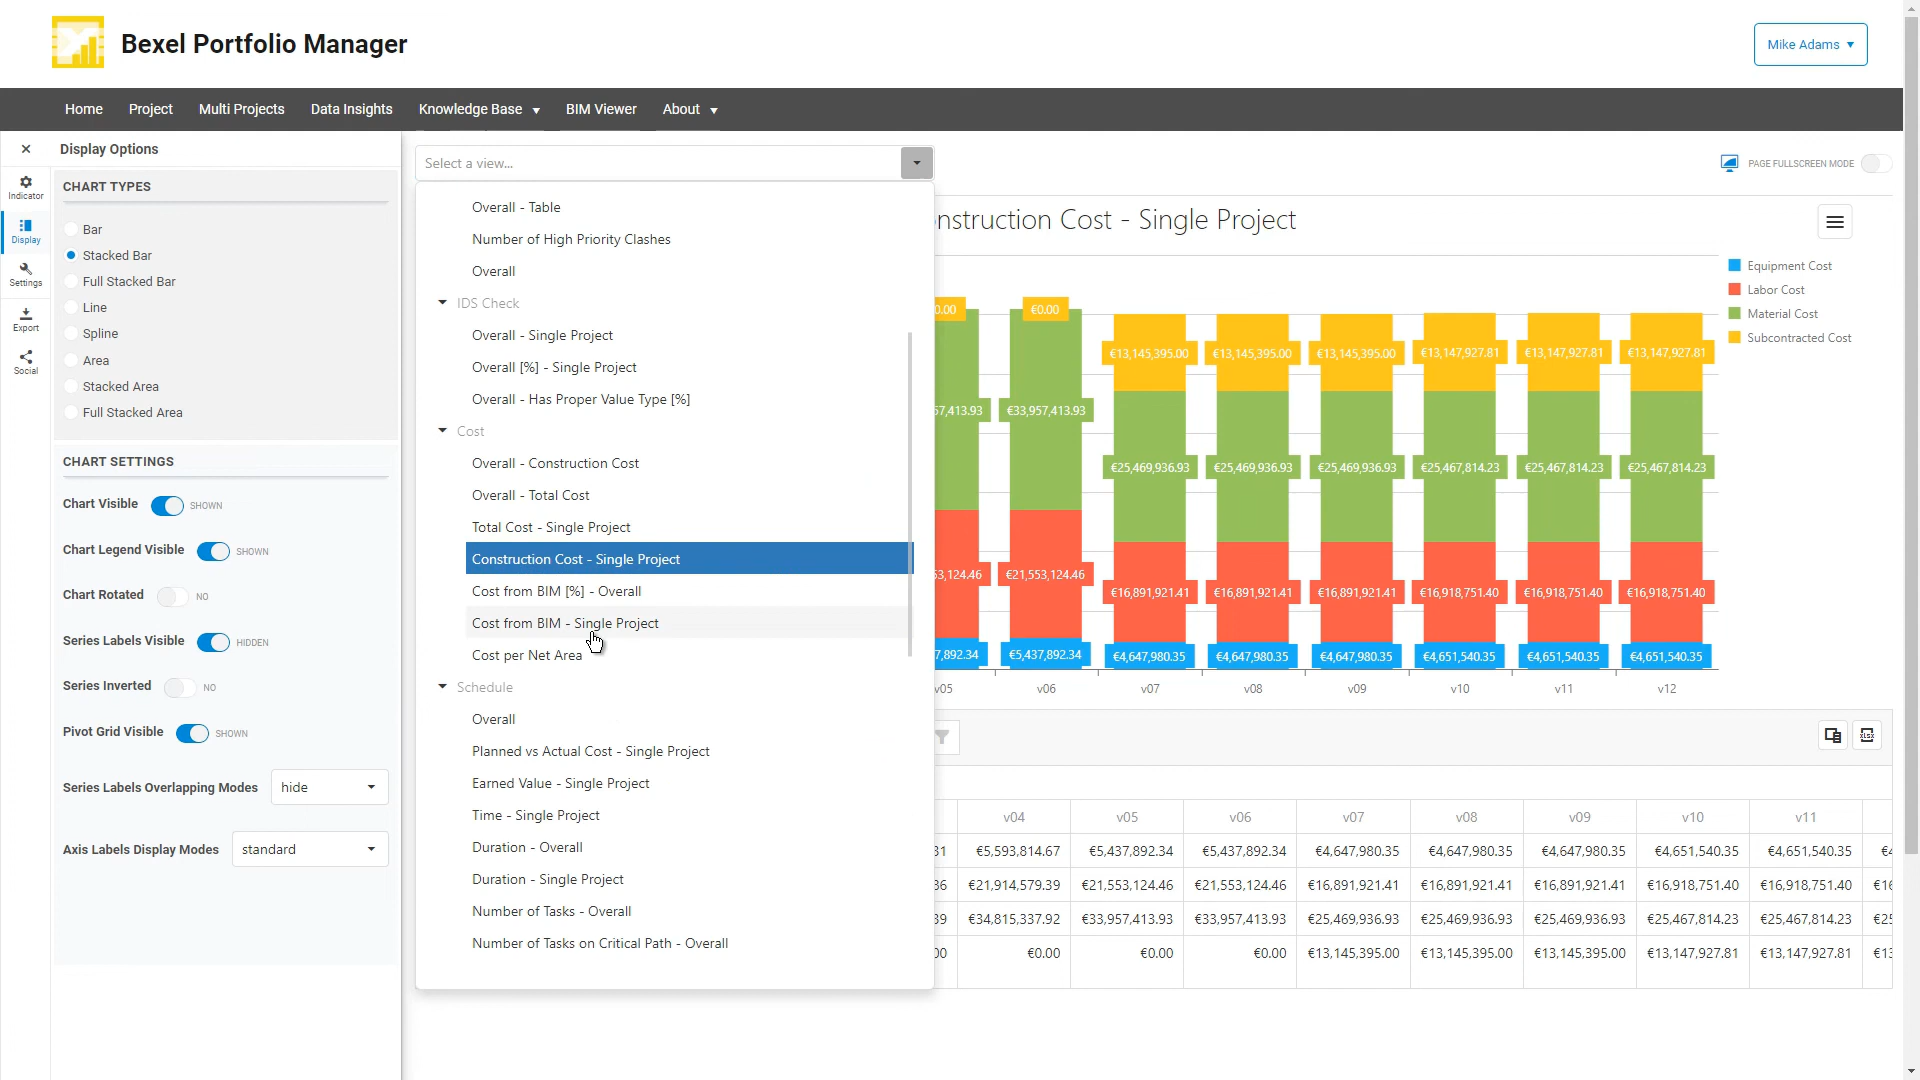 Bexel Portfolio Manager
Mike Adams
Home Project Multi Projects Data Insights Knowledge Base BIM Viewer About
Display Options
Indicator
Display
Settings
Export
Social
CHART TYPES
Bar
Stacked Bar
Full Stacked Bar
Line
Spline
Area
Stacked Area
Full Stacked Area
CHART SETTINGS
Chart Visible SHOWN
Chart Legend Visible SHOWN
Chart Rotated NO
Series Labels Visible HIDDEN
Series Inverted NO
Pivot Grid Visible SHOWN
Series Labels Overlapping Modes hide
Axis Labels Display Modes standard
Select a view...
Overall - Table
Number of High Priority Clashes
Overall
IDS Check
Overall - Single Project
Overall [%] - Single Project
Overall - Has Proper Value Type [%]
Cost
Overall - Construction Cost
Overall - Total Cost
Total Cost - Single Project
Construction Cost - Single Project
Cost from BIM [%] - Overall
Cost from BIM - Single Project
Cost per Net Area
Schedule
Overall
Planned vs Actual Cost - Single Project
Earned Value - Single Project
Time - Single Project
Duration - Overall
Duration - Single Project
Number of Tasks - Overall
Number of Tasks on Critical Path - Overall
PAGE FULLSCREEN MODE
nstruction Cost - Single Project
Equipment Cost
Labor Cost
Material Cost
Subcontracted Cost
0.00 €0.00
€13,145,395.00 €13,145,395.00 €13,145,395.00 €13,147,927.81 €13,147,927.81 €13,147,927.81
57,413.93 €33,957,413.93
€25,469,936.93 €25,469,936.93 €25,469,936.93 €25,467,814.23 €25,467,814.23 €25,467,814.23
53,124.46 €21,553,124.46
€16,891,921.41 €16,891,921.41 €16,891,921.41 €16,918,751.40 €16,918,751.40 €16,918,751.40
7,892.34 €5,437,892.34 €4,647,980.35 €4,647,980.35 €4,647,980.35 €4,651,540.35 €4,651,540.35 €4,651,540.35
v05 v06 v07 v08 v09 v10 v11 v12
XLSX
v04 v05 v06 v07 v08 v09 v10 v11
31 €5,593,814.67 €5,437,892.34 €5,437,892.34 €4,647,980.35 €4,647,980.35 €4,647,980.35 €4,651,540.35 €4,651,540.35 €4
36 €21,914,579.39 €21,553,124.46 €21,553,124.46 €16,891,921.41 €16,891,921.41 €16,891,921.41 €16,918,751.40 €16,918,751.40 €16
39 €34,815,337.92 €33,957,413.93 €33,957,413.93 €25,469,936.93 €25,469,936.93 €25,469,936.93 €25,467,814.23 €25,467,814.23 €25
00 €0.00 €0.00 €0.00 €13,145,395.00 €13,145,395.00 €13,145,395.00 €13,147,927.81 €13,147,927.81 €13